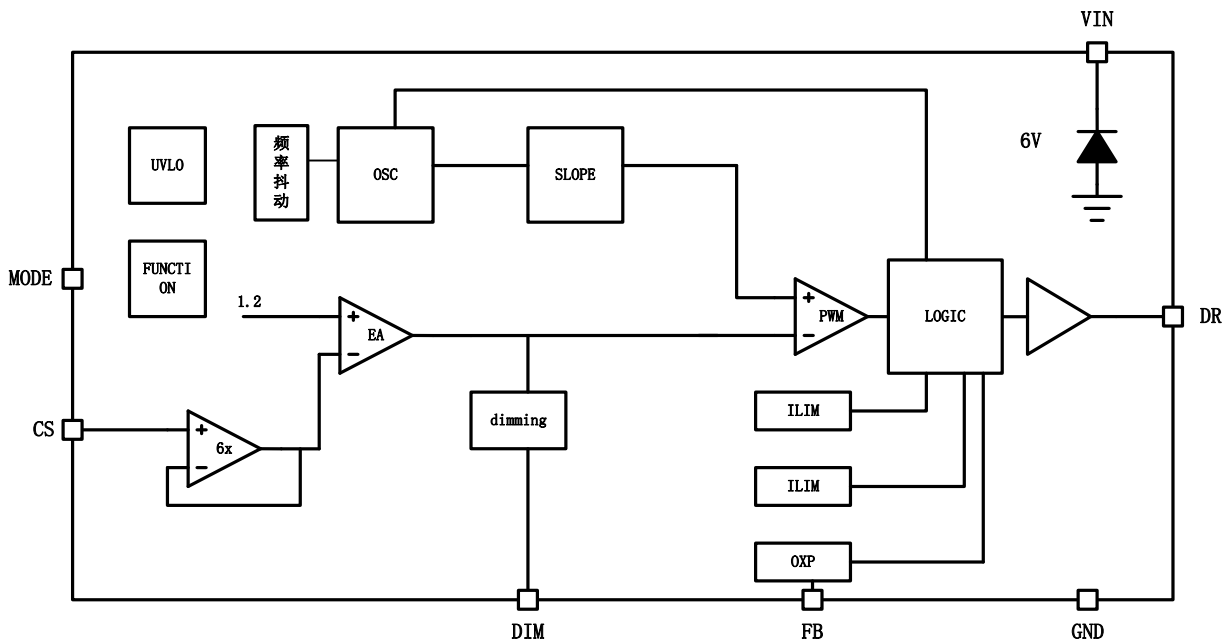 VIN
UVLO
频
率
抖
动
OSC
SLOPE
6V
MODE
FUNCTI
ON
1.2
+
EA
−
+
PWM
−
LOGIC
DR
CS
+
6x
−
dimming
ILIM
ILIM
OXP
DIM
FB
GND